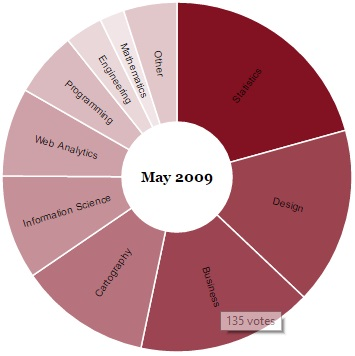 Statistics
Design
Business
135 votes
Cartography
Information Science
Web Analytics
Programming
Engineering
Mathematics
Other
May 2009